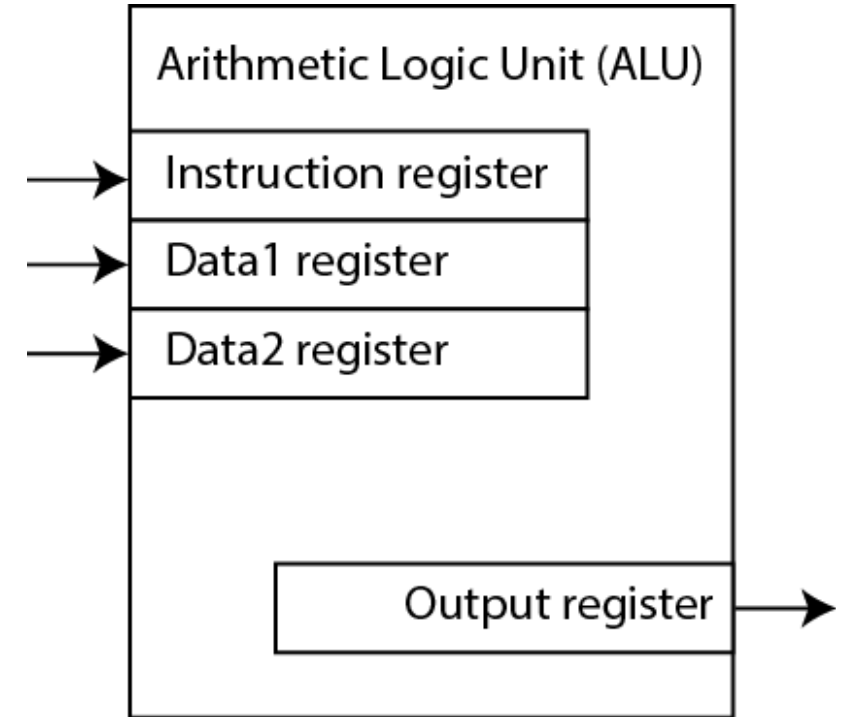 Arithmetic Logic Unit (ALU)
Instruction register
Data1 register
Data2 register
Output register